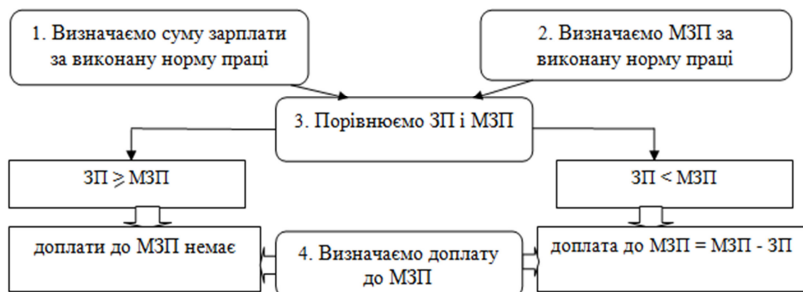 1. Визначаємо суму зарплати
за виконану норму праці
2. Визначаємо МЗП за
виконану норму праці
3. Порівнюємо ЗП і МЗП
ЗП ⩾ МЗП
ЗП < МЗП
доплати до МЗП немає
4. Визначаємо доплату
до МЗП
доплата до МЗП = МЗП - ЗП